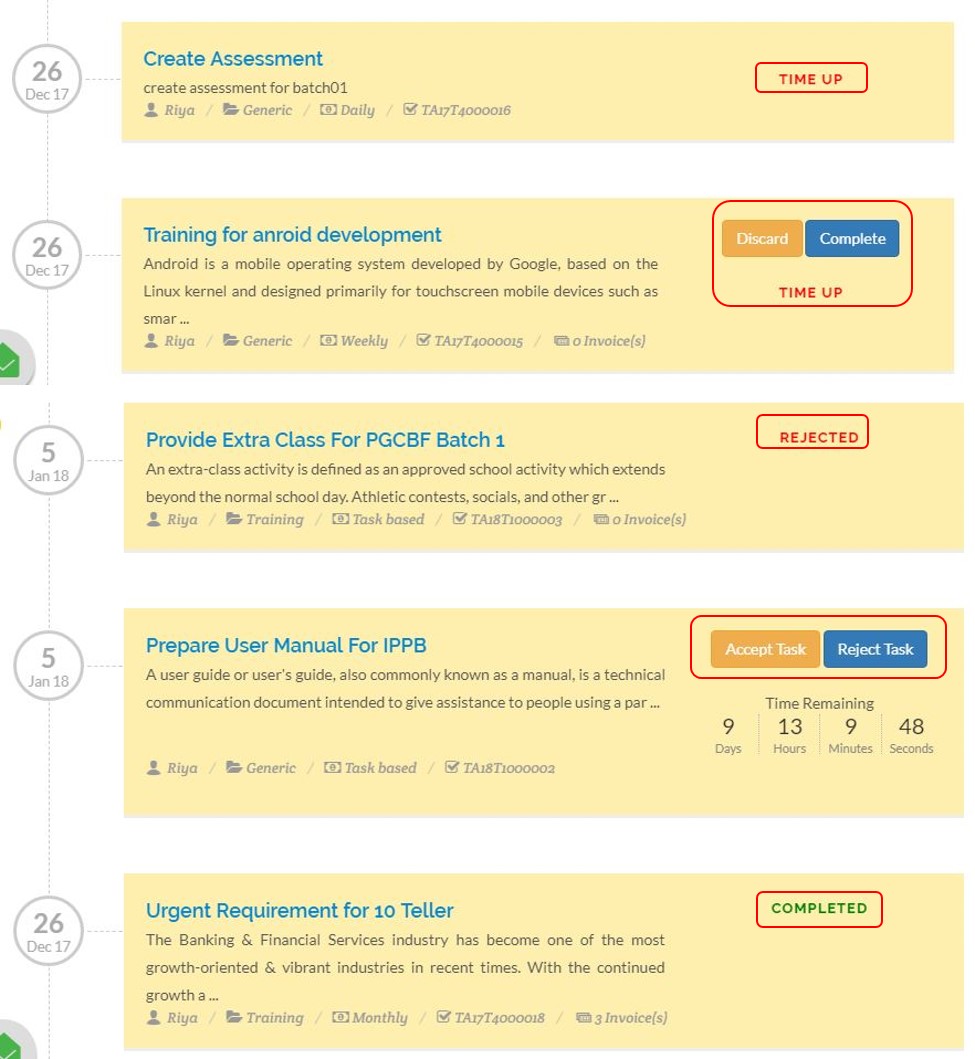 26
Dec 17
Create Assessment
create assessment for batch01
Riya / Generic / Daily / TA17T4000016
TIME UP
26
Dec 17
Training for anroid development
Android is a mobile operating system developed by Google, based on the
Linux kernel and designed primarily for touchscreen mobile devices such as
smar ...
Riya / Generic / Weekly / TA17T4000015 / 0 Invoice(s)
Discard Complete
TIME UP
5
Jan 18
Provide Extra Class For PGCBF Batch 1
An extra-class activity is defined as an approved school activity which extends
beyond the normal school day. Athletic contests, socials, and other gr ...
Riya / Training / Task based / TA18T1000003 / 0 Invoice(s)
REJECTED
5
Jan 18
Prepare User Manual For IPPB
A user guide or user's guide, also commonly known as a manual, is a technical
communication document intended to give assistance to people using a par ...
Riya / Generic / Task based / TA18T1000002
Accept Task Reject Task
Time Remaining
9 13 9 48
Days Hours Minutes Seconds
26
Dec 17
Urgent Requirement for 10 Teller
The Banking & Financial Services industry has become one of the most
growth-oriented & vibrant industries in recent times. With the continued
growth a ...
Riya / Training / Monthly / TA17T4000018 / 3 Invoice(s)
COMPLETED